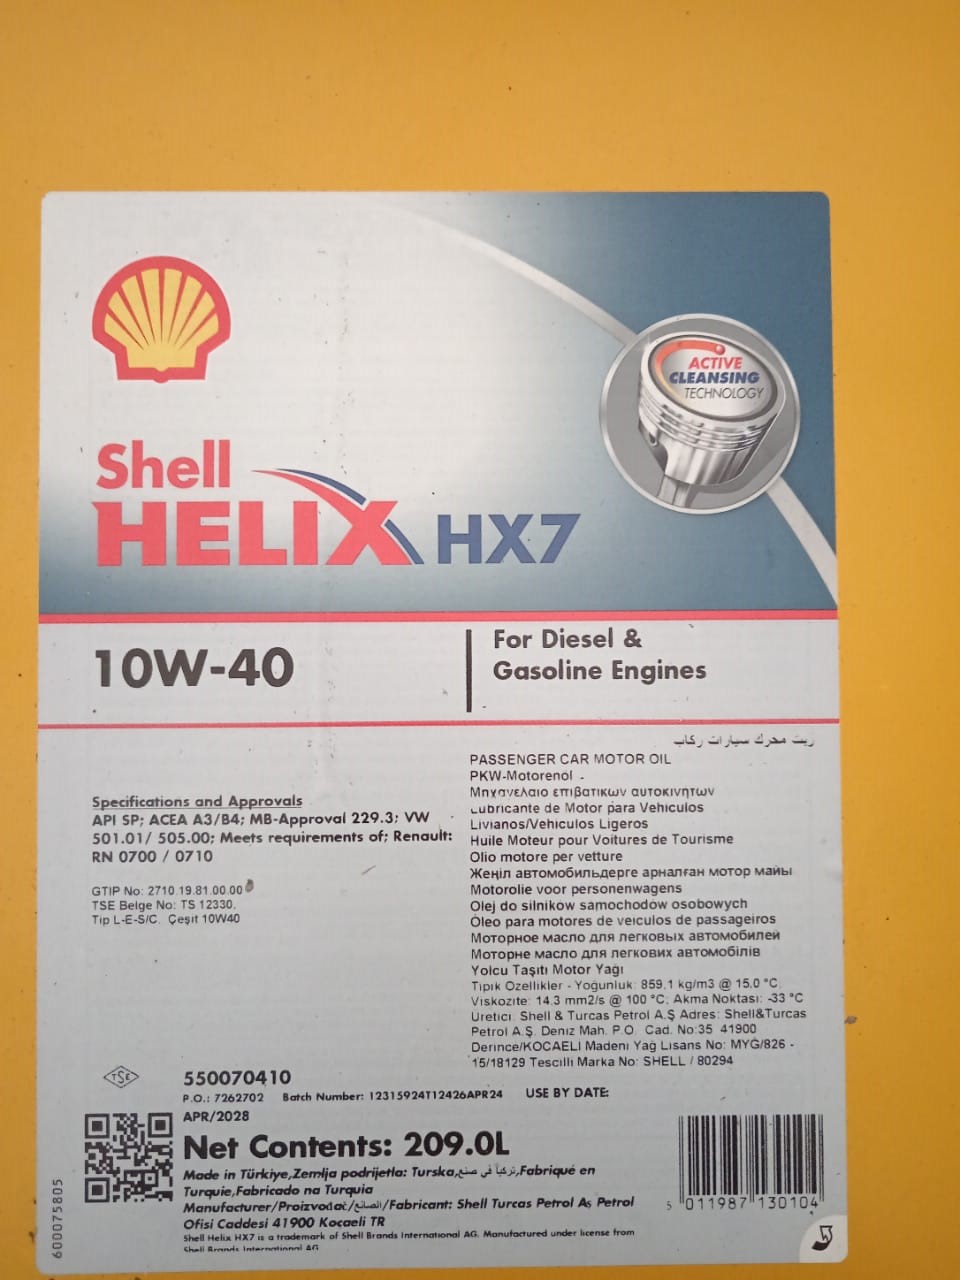 ACTIVE
CLEANSING
TECHNOLOGY
Shell
HELIX HX7
10W-40
For Diesel &
Gasoline Engines
زيت محرك سيارات ركاب
PASSENGER CAR MOTOR OIL
PKW-Motorenöl
Μηχανελαιο επιβατικων αυτοκινητων
Lubricante de Motor para Vehiculos
Livianos/Vehiculos Ligeros
Huile Moteur pour Voitures de Tourisme
Olio motore per vetture
Жеңіл автомобильдерге арналған мотор майы
Motorolie voor personenwagens
Olej do silników samochodów osobowych
Óleo para motores de veículos de passageiros
Моторное масло для легковых автомобилей
Моторне масло для легкових автомобілів
Yolcu Taşıtı Motor Yağı
Tipik Özellikler - Yoğunluk: 859,1 kg/m3 @ 15.0 °C,
Viskozite: 14.3 mm2/s @ 100 °C; Akma Noktası: -33 °C
Üretici: Shell & Turcas Petrol A.Ş Adres: Shell&Turcas
Petrol A.Ş. Deniz Mah. P.O. Cad. No:35 41900
Derince/KOCAELİ Madeni Yağ Lisans No: MYĞ/826 -
15/18129 Tescilli Marka No: SHELL / 80294
Specifications and Approvals
API SP; ACEA A3/B4; MB-Approval 229.3; VW
501.01/ 505.00; Meets requirements of; Renault:
RN 0700 / 0710
GTIP No: 2710.19.81.00.00
TSE Belge No: TS 12330,
Tip L-E-S/C. Çeşit 10W40
TSE
550070410
P.O.: 7262702 Batch Number: 12315924T12426APR24 USE BY DATE:
APR/2028
Net Contents: 209.0L
Made in Türkiye,Zemlja podrijetla: Turska,تركيا في صنع,Fabriqué en
Turquie,Fabricado na Turquia
Manufacturer/Proizvođač/الصانع/Fabricant: Shell Turcas Petrol Aş Petrol
Ofisi Caddesi 41900 Kocaeli TR
Shell Helix HX7 is a trademark of Shell Brands International AG. Manufactured under license from
Shell Brands International AG
5 011987 130104
600075805